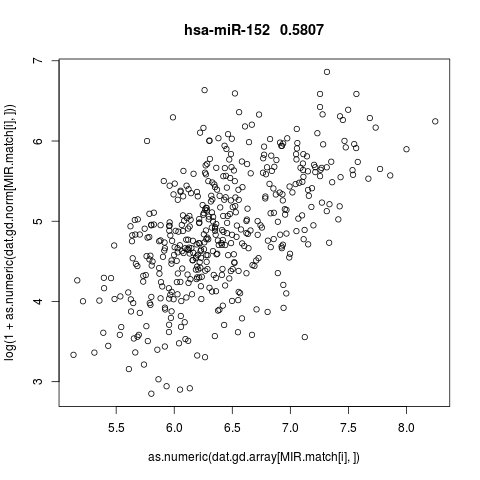 hsa-miR-152 0.5807
log(1 + as.numeric(dat.gd.norm[MIR.match[i], ]))
7
6
5
4
3
5.5 6.0 6.5 7.0 7.5 8.0
as.numeric(dat.gd.array[MIR.match[i], ])